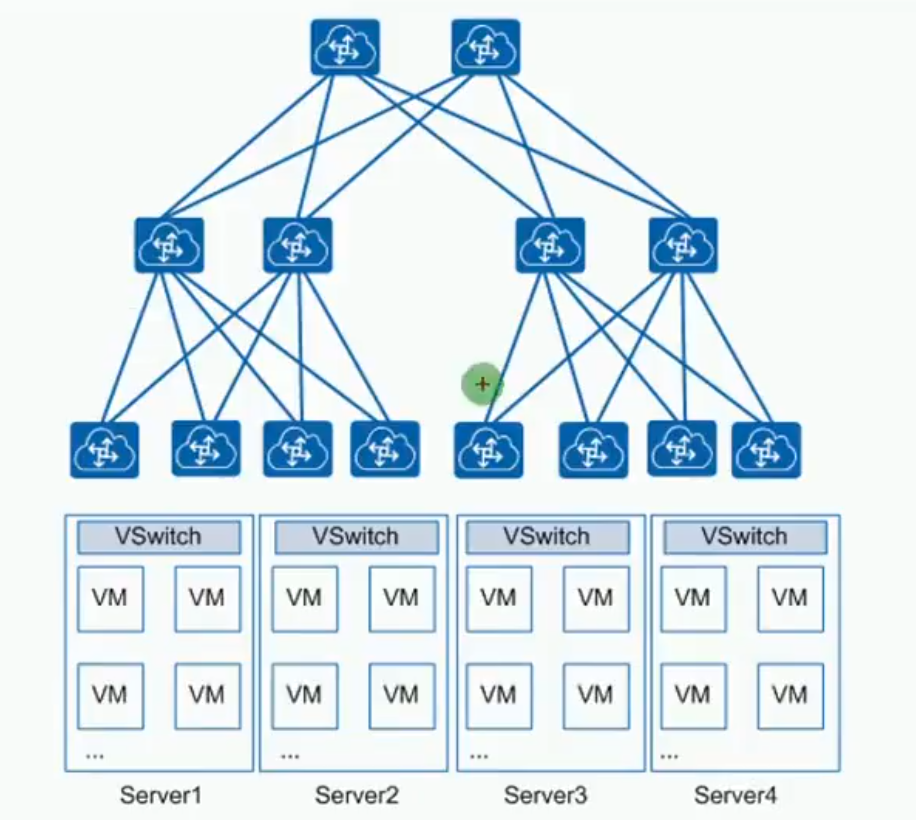 VSwitch VSwitch VSwitch VSwitch
VM VM VM VM VM VM VM VM
VM VM VM VM VM VM VM VM
... ... ... ...
Server1 Server2 Server3 Server4